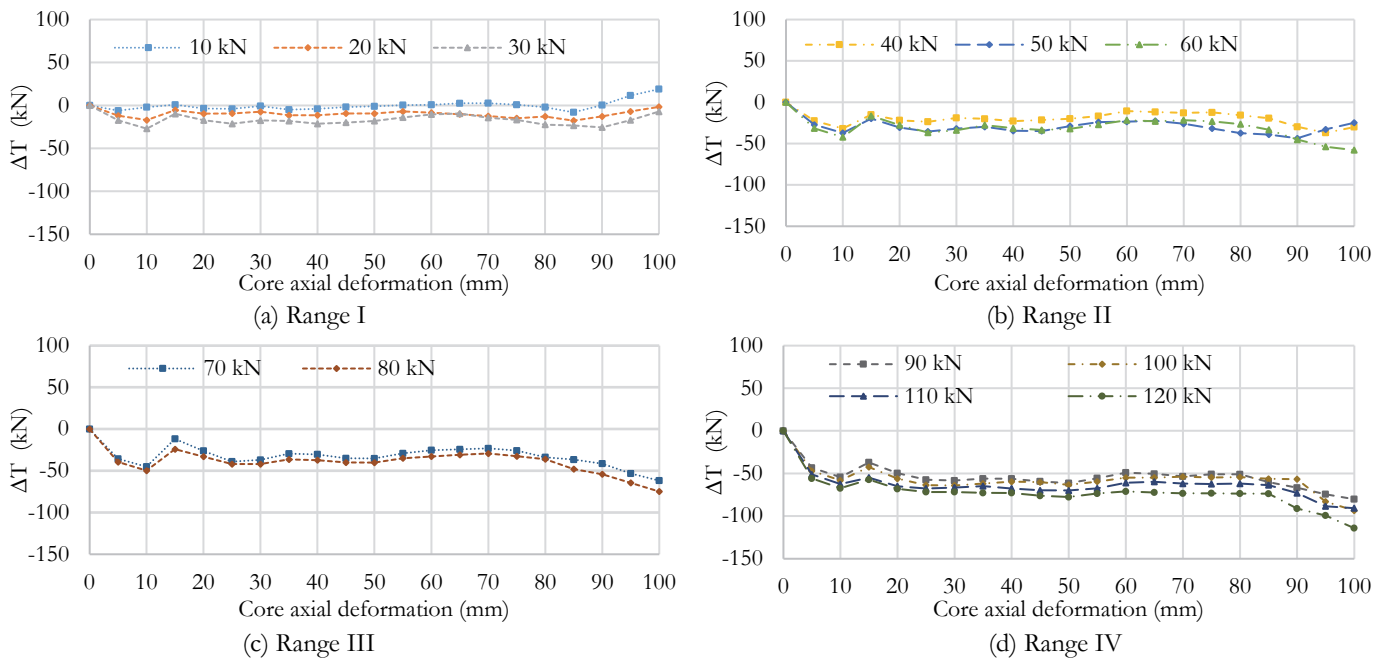 100
50
0
-50
-100
-150
ΔT (kN)
10 kN 20 kN 30 kN
0 10 20 30 40 50 60 70 80 90 100
Core axial deformation (mm)
(a) Range I
100
50
0
-50
-100
-150
ΔT (kN)
40 kN 50 kN 60 kN
0 10 20 30 40 50 60 70 80 90 100
Core axial deformation (mm)
(b) Range II
100
50
0
-50
-100
-150
ΔT (kN)
70 kN 80 kN
0 10 20 30 40 50 60 70 80 90 100
Core axial deformation (mm)
(c) Range III
100
50
0
-50
-100
-150
ΔT (kN)
90 kN 100 kN
110 kN 120 kN
0 10 20 30 40 50 60 70 80 90 100
Core axial deformation (mm)
(d) Range IV